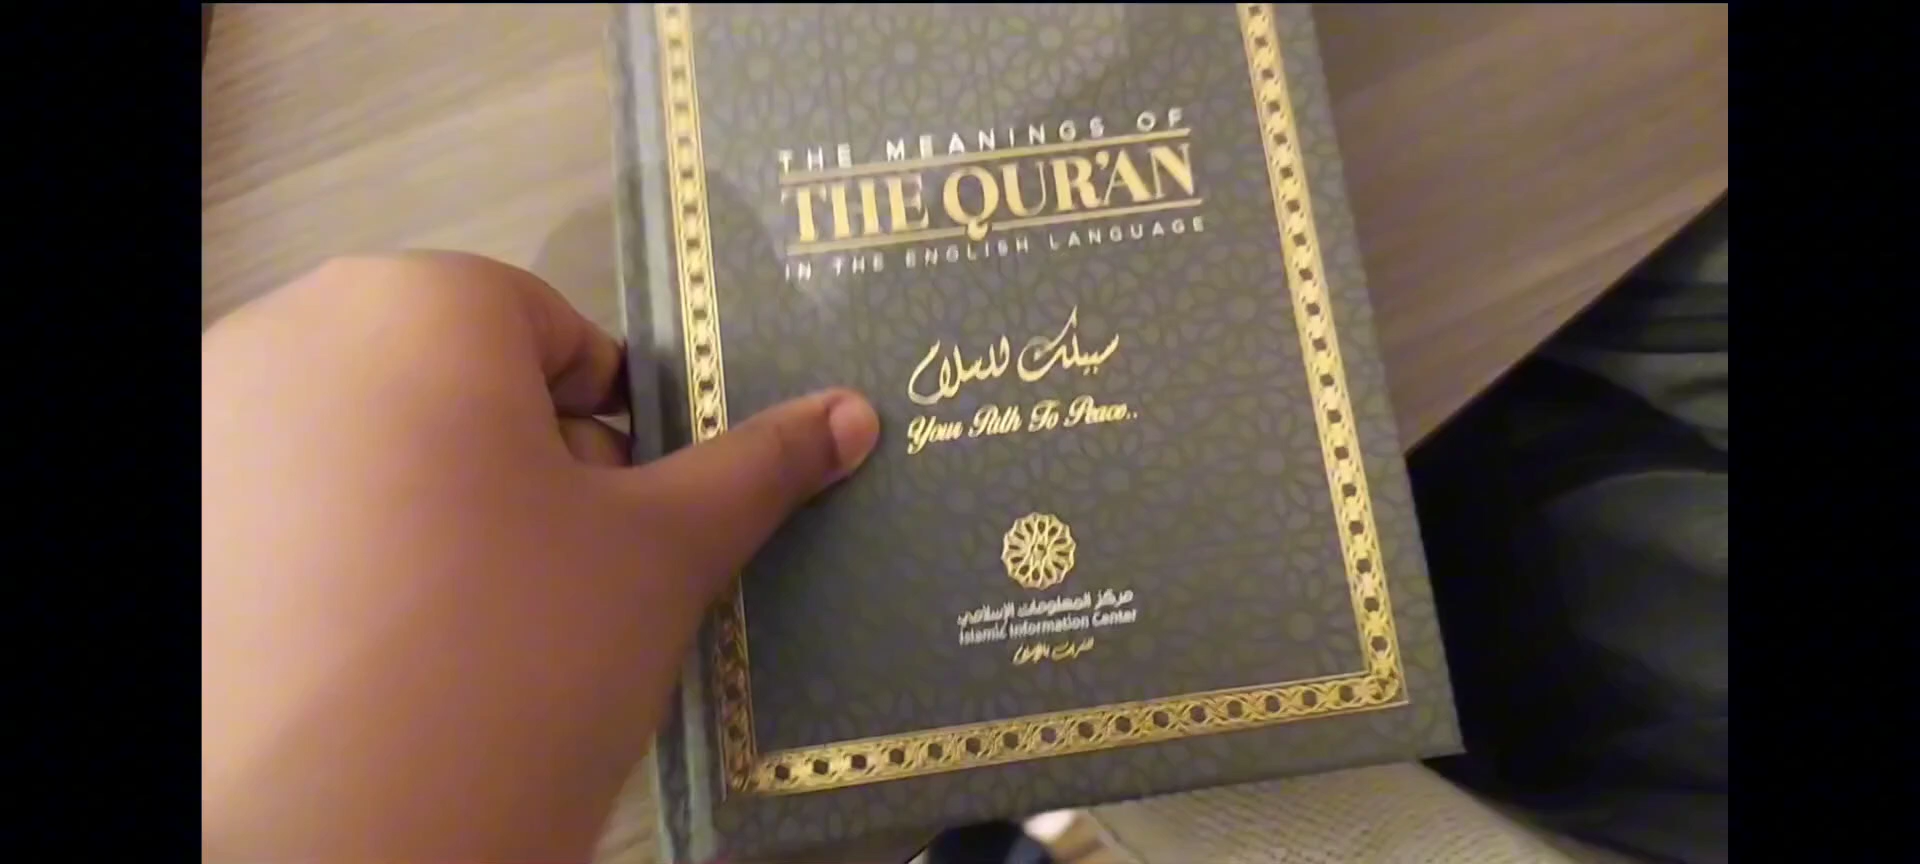 THE MEANINGS OF
THE QUR'AN
IN THE ENGLISH LANGUAGE
سبيلك للسلام
Your Path To Peace..
مركز المعلومات الإسلامي
Islamic Information Center